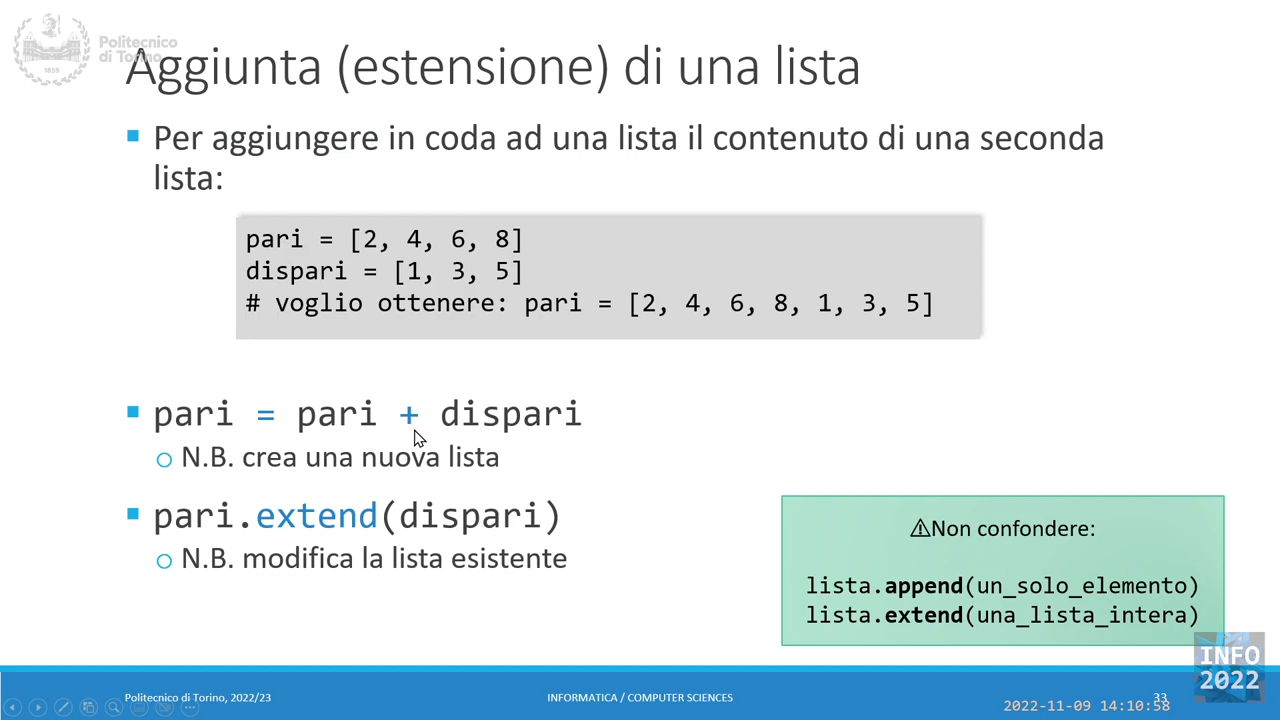 Politecnico
di Torino
1859
Aggiunta (estensione) di una lista
▪ Per aggiungere in coda ad una lista il contenuto di una seconda
lista:
pari = [2, 4, 6, 8]
dispari = [1, 3, 5]
# voglio ottenere: pari = [2, 4, 6, 8, 1, 3, 5]
▪ pari = pari + dispari
o N.B. crea una nuova lista
▪ pari.extend(dispari)
o N.B. modifica la lista esistente
⚠Non confondere:
lista.append(un_solo_elemento)
lista.extend(una_lista_intera)
INFO
2022
Politecnico di Torino, 2022/23
INFORMATICA / COMPUTER SCIENCES
33
2022-11-09 14:10:58